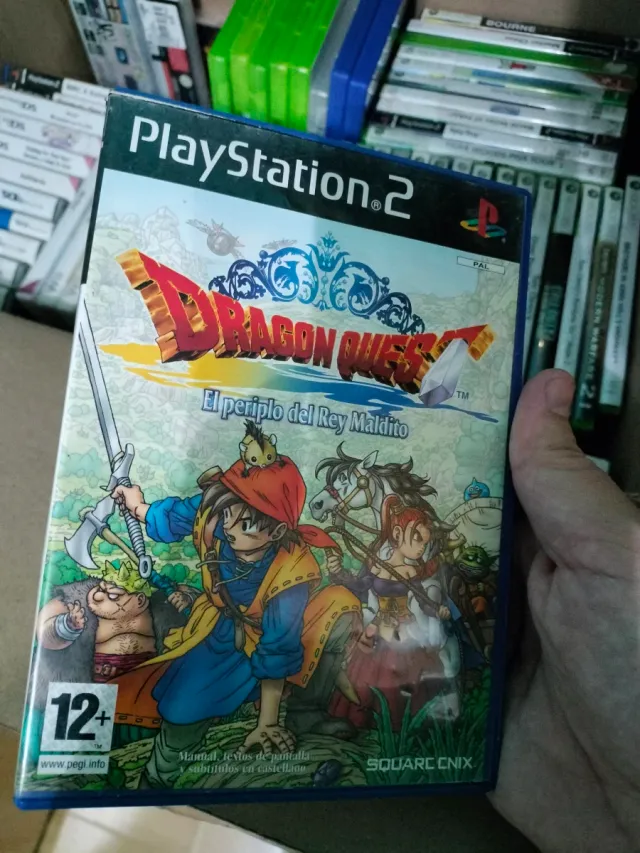 BOURNE
PlayStation®2
PAL
DRAGON QUEST
TM
El periplo del Rey Maldito
12+
TM
www.pegi.info
Manual, textos de pantalla
y subtítulos en castellano
SQUARE ENIX